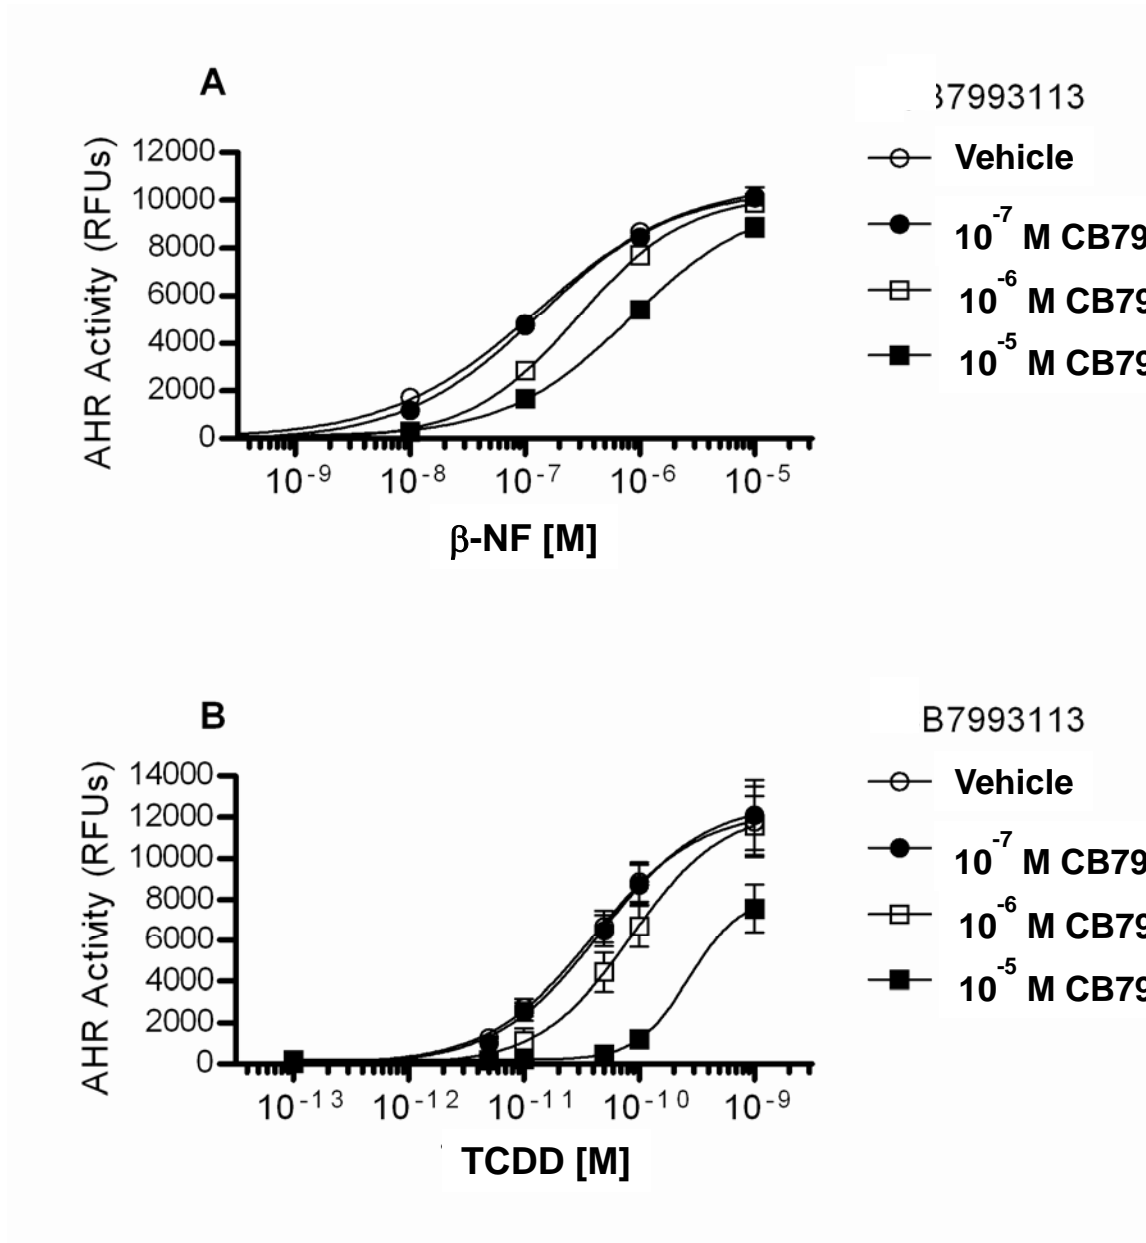 A
B7993113
Vehicle
10⁻⁷ M CB79
10⁻⁶ M CB79
10⁻⁵ M CB79
AHR Activity (RFUs)
12000
10000
8000
6000
4000
2000
0
10⁻⁹ 10⁻⁸ 10⁻⁷ 10⁻⁶ 10⁻⁵
β-NF [M]
B
B7993113
Vehicle
10⁻⁷ M CB79
10⁻⁶ M CB79
10⁻⁵ M CB79
AHR Activity (RFUs)
14000
12000
10000
8000
6000
4000
2000
0
10⁻¹³ 10⁻¹² 10⁻¹¹ 10⁻¹⁰ 10⁻⁹
TCDD [M]